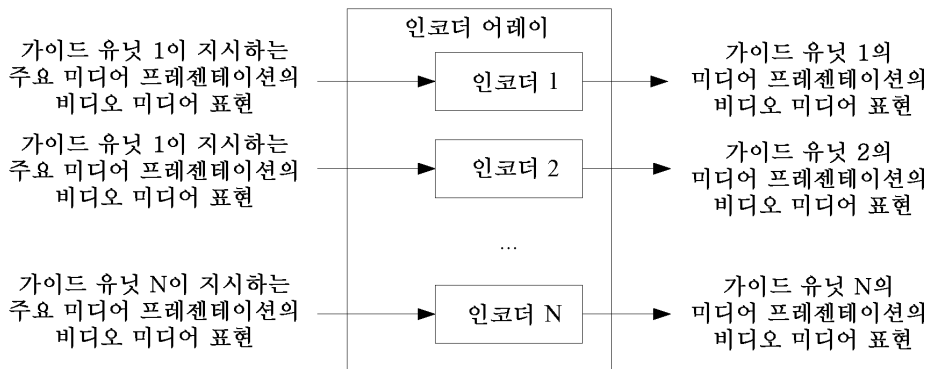 인코더 어레이
가이드 유닛 1이 지시하는
주요 미디어 프레젠테이션의
비디오 미디어 표현
인코더 1
가이드 유닛 1의
미디어 프레젠테이션의
비디오 미디어 표현
가이드 유닛 1이 지시하는
주요 미디어 프레젠테이션의
비디오 미디어 표현
인코더 2
가이드 유닛 2의
미디어 프레젠테이션의
비디오 미디어 표현
...
가이드 유닛 N이 지시하는
주요 미디어 프레젠테이션의
비디오 미디어 표현
인코더 N
가이드 유닛 N의
미디어 프레젠테이션의
비디오 미디어 표현